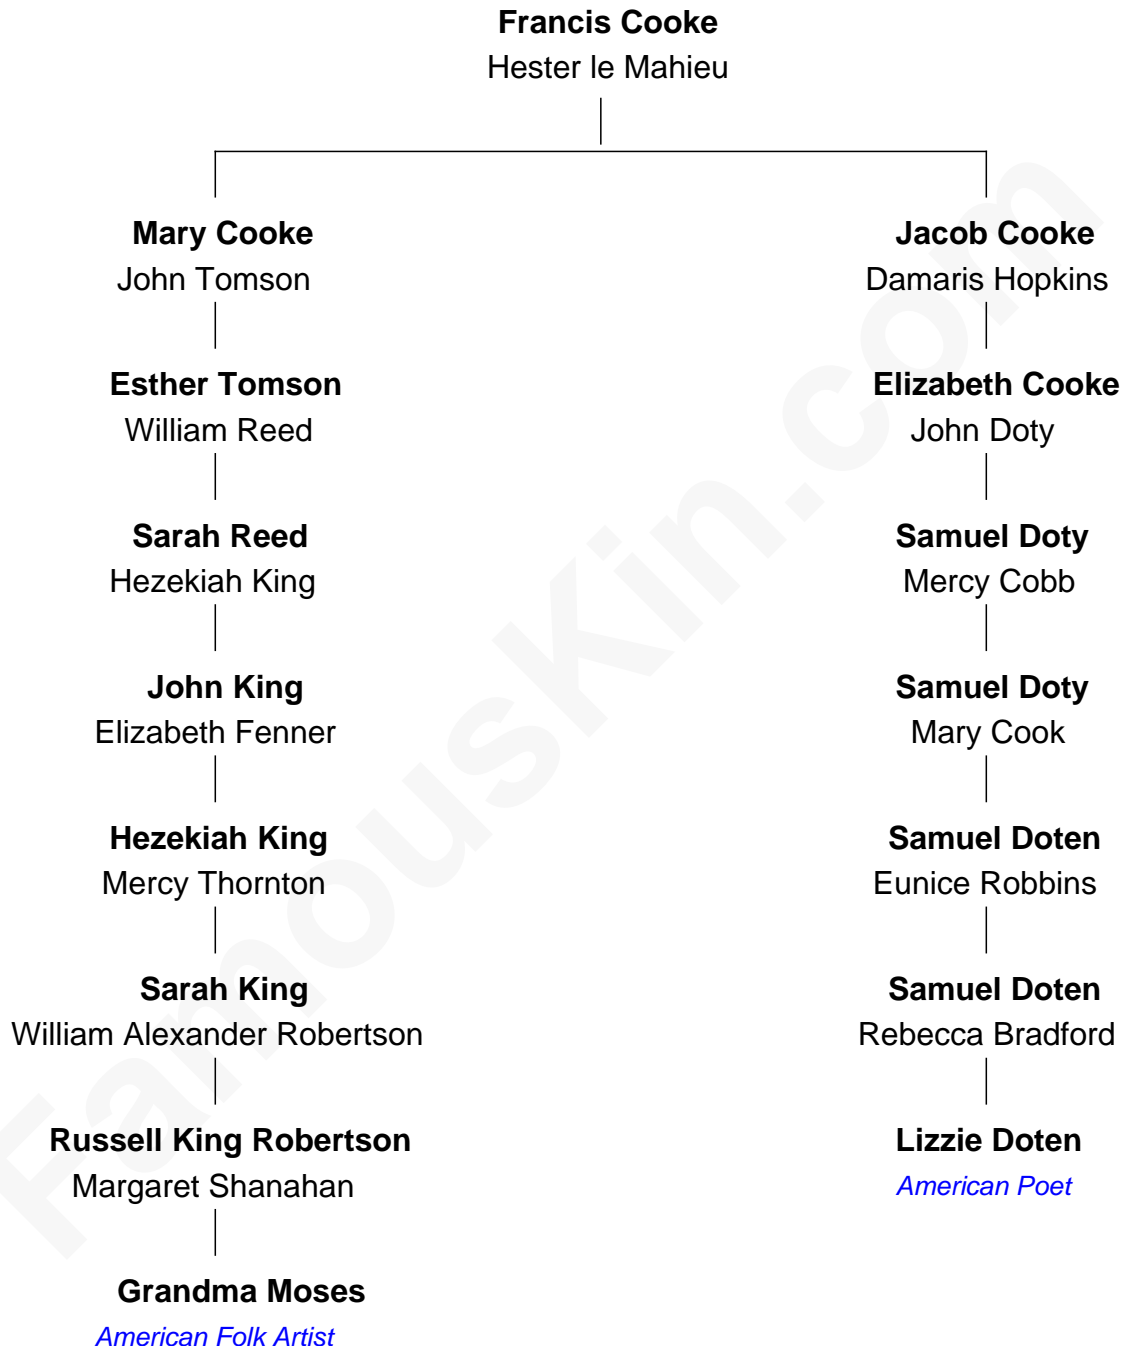 Francis Cooke
Hester le Mahieu
Mary Cooke
John Tomson
Jacob Cooke
Damaris Hopkins
Esther Tomson
William Reed
Elizabeth Cooke
John Doty
Sarah Reed
Hezekiah King
Samuel Doty
Mercy Cobb
John King
Elizabeth Fenner
Samuel Doty
Mary Cook
Hezekiah King
Mercy Thornton
Samuel Doten
Eunice Robbins
Sarah King
William Alexander Robertson
Samuel Doten
Rebecca Bradford
Russell King Robertson
Margaret Shanahan
Lizzie Doten
American Poet
Grandma Moses
American Folk Artist
FamousKin.com